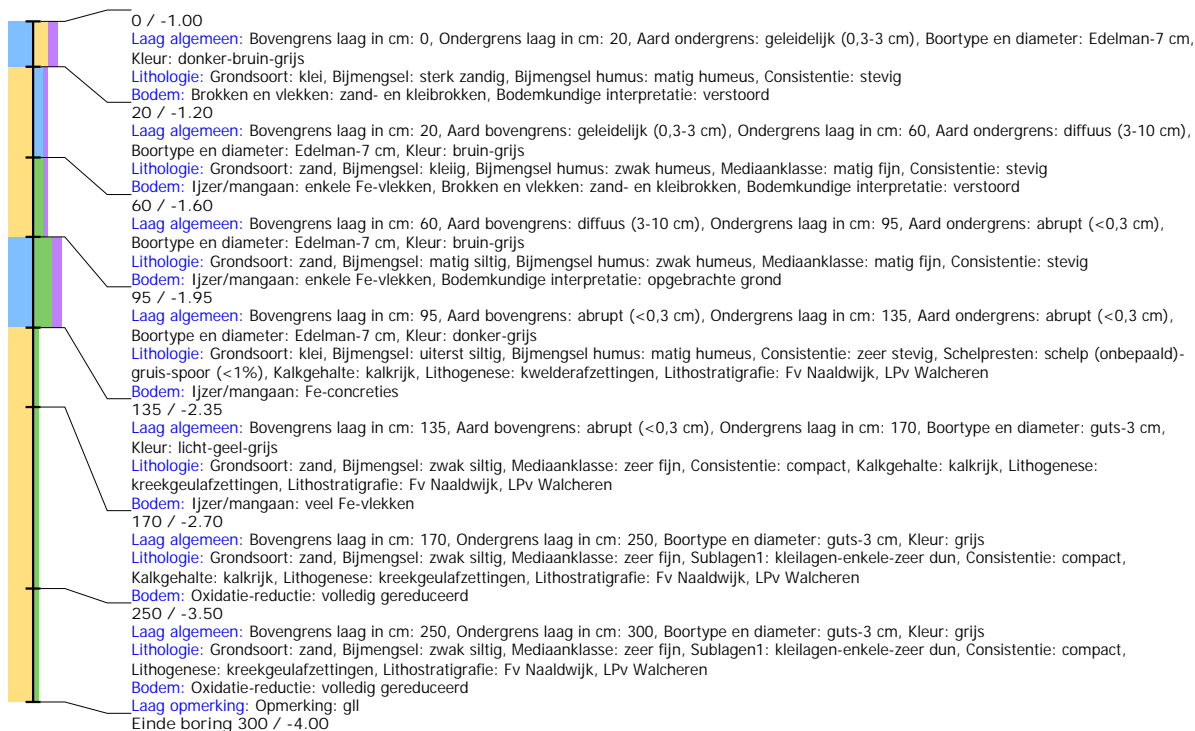 0 / -1.00
Laag algemeen: Bovengrens laag in cm: 0, Ondergrens laag in cm: 20, Aard ondergrens: geleidelijk (0,3-3 cm), Boortype en diameter: Edelman-7 cm,
Kleur: donker-bruin-grijs
Lithologie: Grondsoort: klei, Bijmengsel: sterk zandig, Bijmengsel humus: matig humeus, Consistentie: stevig
Bodem: Brokken en vlekken: zand- en kleibrokken, Bodemkundige interpretatie: verstoord
20 / -1.20
Laag algemeen: Bovengrens laag in cm: 20, Aard bovengrens: geleidelijk (0,3-3 cm), Ondergrens laag in cm: 60, Aard ondergrens: diffuus (3-10 cm),
Boortype en diameter: Edelman-7 cm, Kleur: bruin-grijs
Lithologie: Grondsoort: zand, Bijmengsel: kleiig, Bijmengsel humus: zwak humeus, Mediaanklasse: matig fijn, Consistentie: stevig
Bodem: Ijzer/mangaan: enkele Fe-vlekken, Brokken en vlekken: zand- en kleibrokken, Bodemkundige interpretatie: verstoord
60 / -1.60
Laag algemeen: Bovengrens laag in cm: 60, Aard bovengrens: diffuus (3-10 cm), Ondergrens laag in cm: 95, Aard ondergrens: abrupt (<0,3 cm),
Boortype en diameter: Edelman-7 cm, Kleur: bruin-grijs
Lithologie: Grondsoort: zand, Bijmengsel: matig siltig, Bijmengsel humus: zwak humeus, Mediaanklasse: matig fijn, Consistentie: stevig
Bodem: Ijzer/mangaan: enkele Fe-vlekken, Bodemkundige interpretatie: opgebrachte grond
95 / -1.95
Laag algemeen: Bovengrens laag in cm: 95, Aard bovengrens: abrupt (<0,3 cm), Ondergrens laag in cm: 135, Aard ondergrens: abrupt (<0,3 cm),
Boortype en diameter: Edelman-7 cm, Kleur: donker-grijs
Lithologie: Grondsoort: klei, Bijmengsel: uiterst siltig, Bijmengsel humus: matig humeus, Consistentie: zeer stevig, Schelpresten: schelp (onbepaald)-
gruis-spoor (<1%), Kalkgehalte: kalkrijk, Lithogenese: kwelderafzettingen, Lithostratigrafie: Fv Naaldwijk, LPv Walcheren
Bodem: Ijzer/mangaan: Fe-concreties
135 / -2.35
Laag algemeen: Bovengrens laag in cm: 135, Aard bovengrens: abrupt (<0,3 cm), Ondergrens laag in cm: 170, Boortype en diameter: guts-3 cm,
Kleur: licht-geel-grijs
Lithologie: Grondsoort: zand, Bijmengsel: zwak siltig, Mediaanklasse: zeer fijn, Consistentie: compact, Kalkgehalte: kalkrijk, Lithogenese:
kreekgeulafzettingen, Lithostratigrafie: Fv Naaldwijk, LPv Walcheren
Bodem: Ijzer/mangaan: veel Fe-vlekken
170 / -2.70
Laag algemeen: Bovengrens laag in cm: 170, Ondergrens laag in cm: 250, Boortype en diameter: guts-3 cm, Kleur: grijs
Lithologie: Grondsoort: zand, Bijmengsel: zwak siltig, Mediaanklasse: zeer fijn, Sublagen1: kleilagen-enkele-zeer dun, Consistentie: compact,
Kalkgehalte: kalkrijk, Lithogenese: kreekgeulafzettingen, Lithostratigrafie: Fv Naaldwijk, LPv Walcheren
Bodem: Oxidatie-reductie: volledig gereduceerd
250 / -3.50
Laag algemeen: Bovengrens laag in cm: 250, Ondergrens laag in cm: 300, Boortype en diameter: guts-3 cm, Kleur: grijs
Lithologie: Grondsoort: zand, Bijmengsel: zwak siltig, Mediaanklasse: zeer fijn, Sublagen1: kleilagen-enkele-zeer dun, Consistentie: compact,
Lithogenese: kreekgeulafzettingen, Lithostratigrafie: Fv Naaldwijk, LPv Walcheren
Bodem: Oxidatie-reductie: volledig gereduceerd
Laag opmerking: Opmerking: gll
Einde boring 300 / -4.00